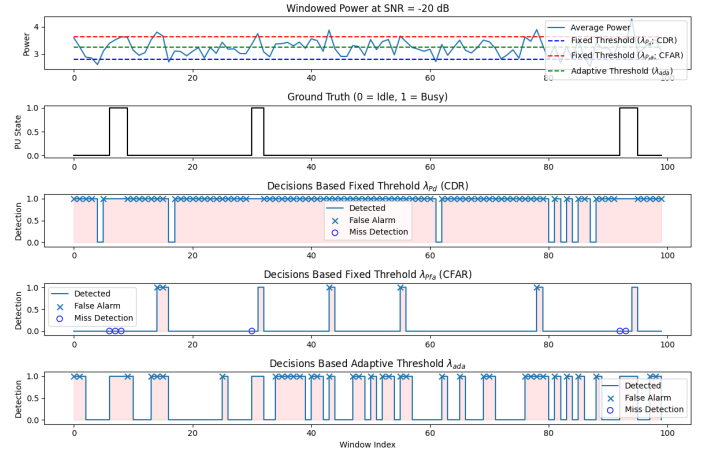 Windowed Power at SNR = -20 dB
Power
4
3
Average Power
Fixed Threshold (λPd; CDR)
Fixed Threshold (λPfa; CFAR)
Adaptive Threshold (λada)
0 20 40 60 80 100
Ground Truth (0 = Idle, 1 = Busy)
PU State
1.0
0.5
0.0
0 20 40 60 80 100
Decisions Based Fixed Threhold λPd (CDR)
Detection
1.0
0.5
0.0
Detected
False Alarm
Miss Detection
0 20 40 60 80 100
Decisions Based Fixed Threshold λPfa (CFAR)
Detection
1.0
0.5
0.0
Detected
False Alarm
Miss Detection
0 20 40 60 80 100
Decisions Based Adaptive Threshold λada
Detection
1.0
0.5
0.0
Detected
False Alarm
Miss Detection
0 20 40 60 80 100
Window Index